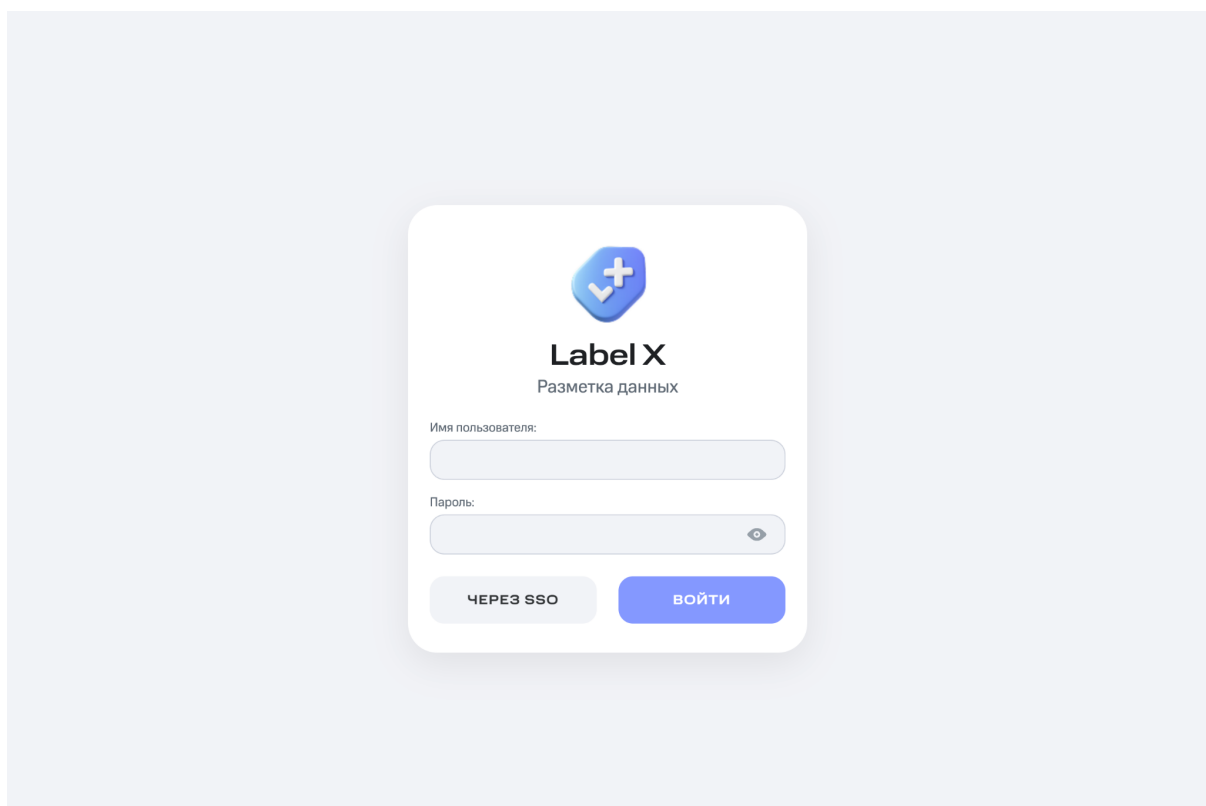 Label X
Разметка данных
Имя пользователя:
Пароль:
ЧЕРЕЗ SSO
ВОЙТИ